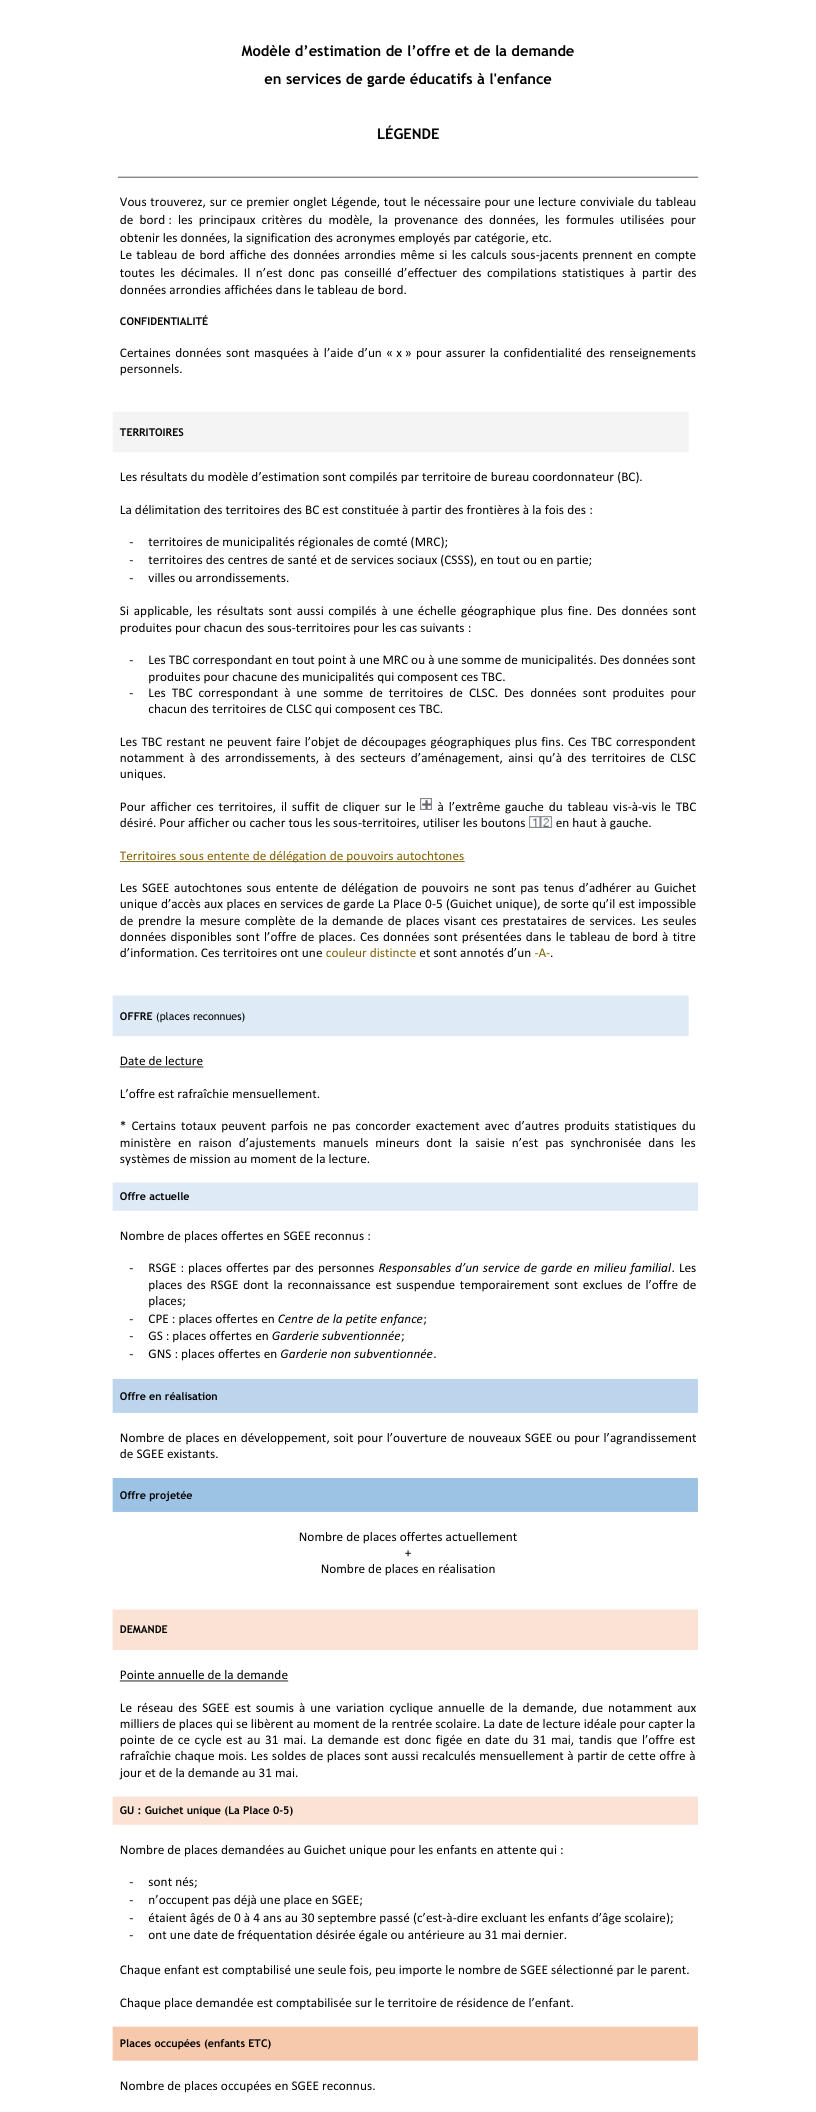 Modèle d’estimation de l’offre et de la demande
en services de garde éducatifs à l'enfance
LÉGENDE
Vous trouverez, sur ce premier onglet Légende, tout le nécessaire pour une lecture conviviale du tableau
de bord : les principaux critères du modèle, la provenance des données, les formules utilisées pour
obtenir les données, la signification des acronymes employés par catégorie, etc.
Le tableau de bord affiche des données arrondies même si les calculs sous-jacents prennent en compte
toutes les décimales. Il n’est donc pas conseillé d’effectuer des compilations statistiques à partir des
données arrondies affichées dans le tableau de bord.
CONFIDENTIALITÉ
Certaines données sont masquées à l’aide d’un « x » pour assurer la confidentialité des renseignements
personnels.
TERRITOIRES
Les résultats du modèle d’estimation sont compilés par territoire de bureau coordonnateur (BC).
La délimitation des territoires des BC est constituée à partir des frontières à la fois des :
- territoires de municipalités régionales de comté (MRC);
- territoires des centres de santé et de services sociaux (CSSS), en tout ou en partie;
- villes ou arrondissements.
Si applicable, les résultats sont aussi compilés à une échelle géographique plus fine. Des données sont
produites pour chacun des sous-territoires pour les cas suivants :
- Les TBC correspondant en tout point à une MRC ou à une somme de municipalités. Des données sont
produites pour chacune des municipalités qui composent ces TBC.
- Les TBC correspondant à une somme de territoires de CLSC. Des données sont produites pour
chacun des territoires de CLSC qui composent ces TBC.
Les TBC restant ne peuvent faire l’objet de découpages géographiques plus fins. Ces TBC correspondent
notamment à des arrondissements, à des secteurs d’aménagement, ainsi qu’à des territoires de CLSC
uniques.
Pour afficher ces territoires, il suffit de cliquer sur le + à l’extrême gauche du tableau vis-à-vis le TBC
désiré. Pour afficher ou cacher tous les sous-territoires, utiliser les boutons 1 2 en haut à gauche.
Territoires sous entente de délégation de pouvoirs autochtones
Les SGEE autochtones sous entente de délégation de pouvoirs ne sont pas tenus d’adhérer au Guichet
unique d’accès aux places en services de garde La Place 0-5 (Guichet unique), de sorte qu’il est impossible
de prendre la mesure complète de la demande de places visant ces prestataires de services. Les seules
données disponibles sont l’offre de places. Ces données sont présentées dans le tableau de bord à titre
d’information. Ces territoires ont une couleur distincte et sont annotés d’un -A-.
OFFRE (places reconnues)
Date de lecture
L’offre est rafraîchie mensuellement.
* Certains totaux peuvent parfois ne pas concorder exactement avec d’autres produits statistiques du
ministère en raison d’ajustements manuels mineurs dont la saisie n’est pas synchronisée dans les
systèmes de mission au moment de la lecture.
Offre actuelle
Nombre de places offertes en SGEE reconnus :
- RSGE : places offertes par des personnes Responsables d’un service de garde en milieu familial. Les
places des RSGE dont la reconnaissance est suspendue temporairement sont exclues de l’offre de
places;
- CPE : places offertes en Centre de la petite enfance;
- GS : places offertes en Garderie subventionnée;
- GNS : places offertes en Garderie non subventionnée.
Offre en réalisation
Nombre de places en développement, soit pour l’ouverture de nouveaux SGEE ou pour l’agrandissement
de SGEE existants.
Offre projetée
Nombre de places offertes actuellement
+
Nombre de places en réalisation
DEMANDE
Pointe annuelle de la demande
Le réseau des SGEE est soumis à une variation cyclique annuelle de la demande, due notamment aux
milliers de places qui se libèrent au moment de la rentrée scolaire. La date de lecture idéale pour capter la
pointe de ce cycle est au 31 mai. La demande est donc figée en date du 31 mai, tandis que l’offre est
rafraîchie chaque mois. Les soldes de places sont aussi recalculés mensuellement à partir de cette offre à
jour et de la demande au 31 mai.
GU : Guichet unique (La Place 0-5)
Nombre de places demandées au Guichet unique pour les enfants en attente qui :
- sont nés;
- n’occupent pas déjà une place en SGEE;
- étaient âgés de 0 à 4 ans au 30 septembre passé (c’est-à-dire excluant les enfants d’âge scolaire);
- ont une date de fréquentation désirée égale ou antérieure au 31 mai dernier.
Chaque enfant est comptabilisé une seule fois, peu importe le nombre de SGEE sélectionné par le parent.
Chaque place demandée est comptabilisée sur le territoire de résidence de l’enfant.
Places occupées (enfants ETC)
Nombre de places occupées en SGEE reconnus.